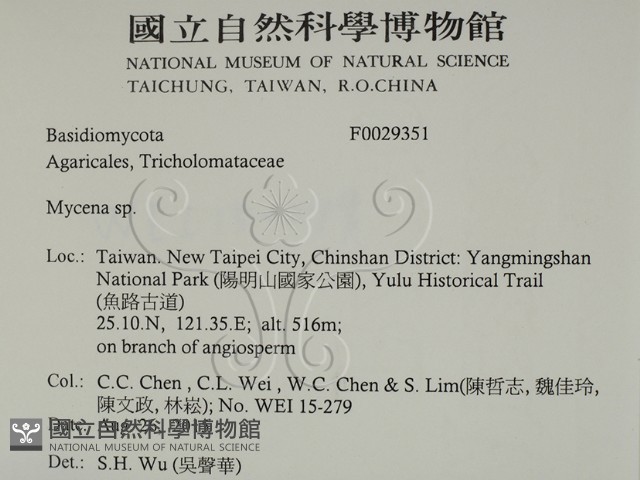 國立自然科學博物館
NATIONAL MUSEUM OF NATURAL SCIENCE
TAICHUNG, TAIWAN, R.O.CHINA
Basidiomycota F0029351
Agaricales, Tricholomataceae
Mycena sp.
Loc.: Taiwan. New Taipei City, Chinshan District: Yangmingshan
National Park (陽明山國家公園), Yulu Historical Trail
(魚路古道)
25.10.N, 121.35.E; alt. 516m;
on branch of angiosperm
Col.: C.C. Chen , C.L. Wei , W.C. Chen & S. Lim(陳哲志, 魏佳玲,
陳文政, 林崧); No. WEI 15-279
國立自然科學博物館
NATIONAL MUSEUM OF NATURAL SCIENCE
Det.: S.H. Wu (吳聲華)